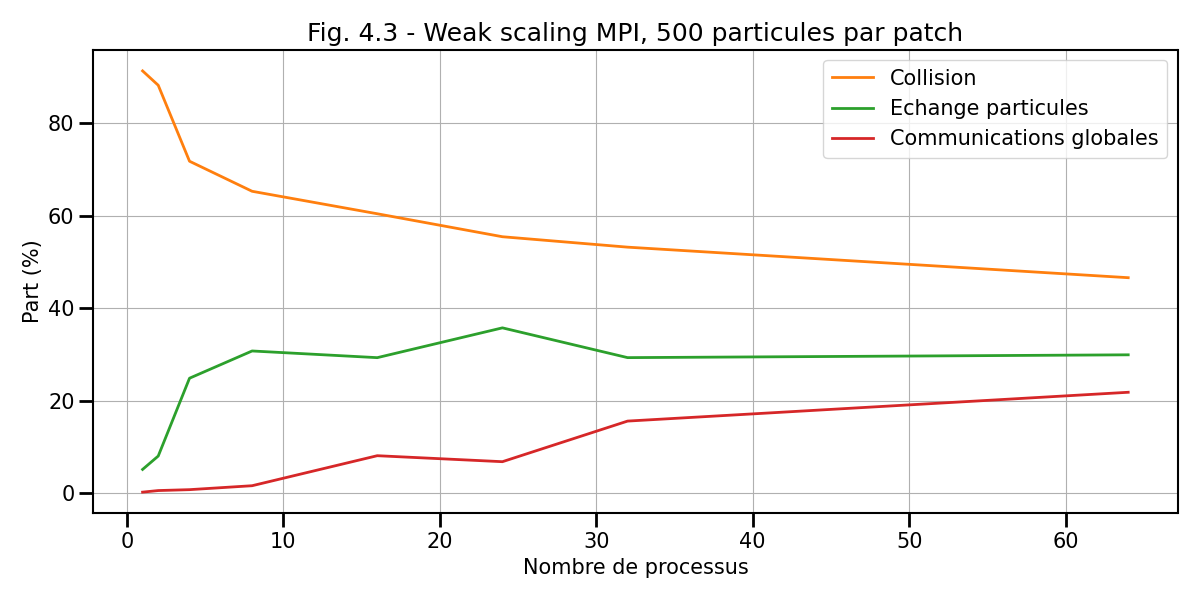 Fig. 4.3 - Weak scaling MPI, 500 particules par patch
Collision
Echange particules
Communications globales
Part (%)
80
60
40
20
0
0 10 20 30 40 50 60
Nombre de processus